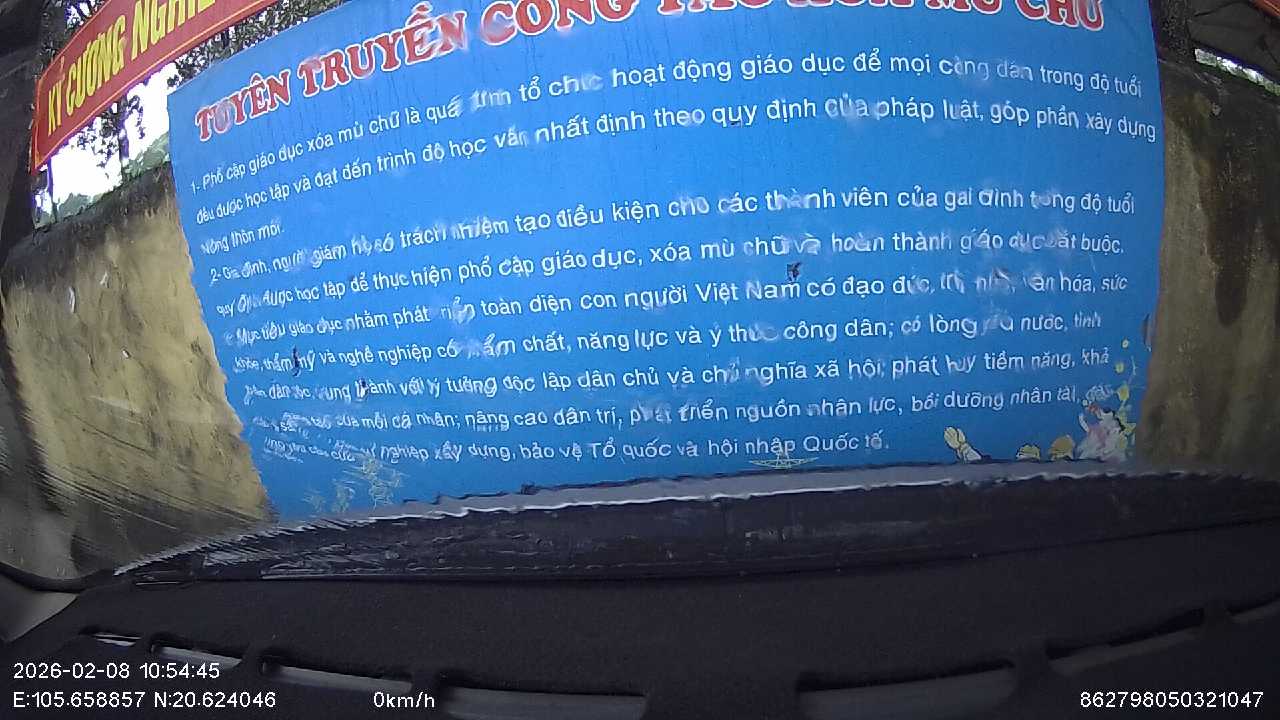 KỶ CƯƠNG NGHIÊ
TUYÊN TRUYỀN CÔNG TÁC XÓA MÙ CHỮ
1- Phổ cập giáo dục xóa mù chữ là quá tổ chức hoạt động giáo dục để mọi công dân trong độ tuổi
đều được học tập và đạt đến trình độ học vấn nhất định theo quy định của pháp luật, góp phần xây dựng
Nông thôn mới.
2- Gia đình, người giám hộ có trách nhiệm tạo điều kiện cho các thành viên của gai đình trong độ tuổi
quy định được học tập để thực hiện phổ cập giáo dục, xóa mù chữ và hoàn thành giáo dục bắt buộc.
Mục tiêu giáo dục nhằm phát triển toàn diện con người Việt Nam có đạo đức, tri văn hóa, sức
khỏe, thẩm mỹ và nghề nghiệp có phẩm chất, năng lực và ý thức công dân; có lòng yêu nước, tinh
thần dân tộc, trung thành với lý tưởng độc lập dân chủ và chủ nghĩa xã hội; phát huy tiềm năng, khả
của mỗi cá nhân; nâng cao dân trí, phát triển nguồn nhân lực, bồi dưỡng nhân tài,
nghiệp xây dựng, bảo vệ Tổ quốc và hội nhập Quốc tế.
2026-02-08 10:54:45
E:105.658857 N:20.624046 0km/h 862798050321047